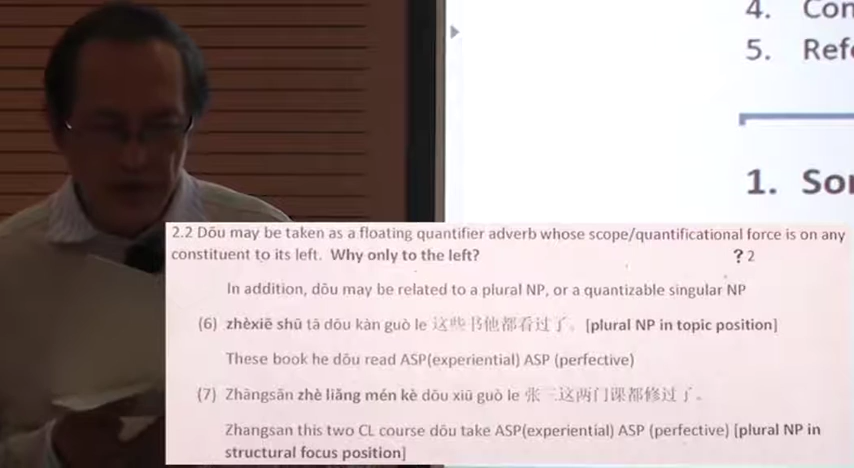 4. Con
5. Refe
1. Sor
2.2 Dōu may be taken as a floating quantifier adverb whose scope/quantificational force is on any
constituent to its left. Why only to the left? ? 2
In addition, dōu may be related to a plural NP, or a quantizable singular NP
(6) zhèxiē shū tā dōu kàn guò le 这些书他都看过了。[plural NP in topic position]
These book he dōu read ASP(experiential) ASP (perfective)
(7) Zhāngsān zhè liǎng mén kè dōu xiū guò le 张三这两门课都修过了。
Zhangsan this two CL course dōu take ASP(experiential) ASP (perfective) [plural NP in
structural focus position]